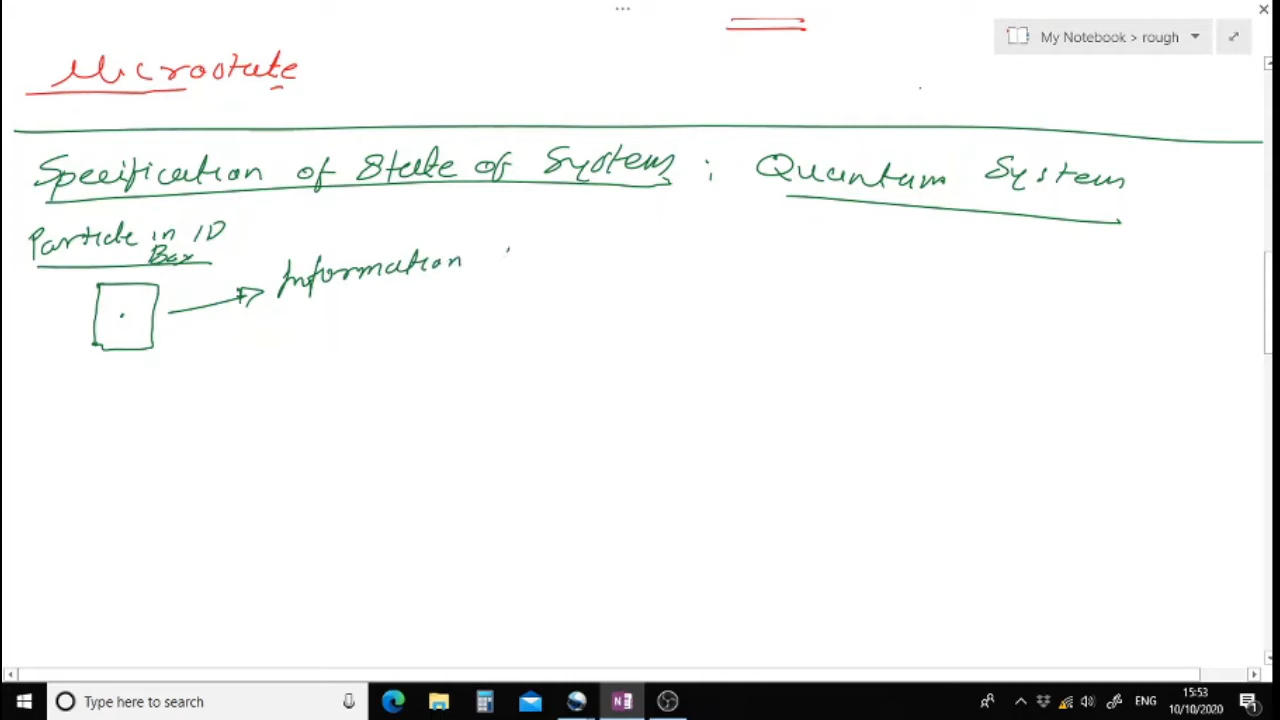 ...
My Notebook > rough
Microstate
Specification of State of System : Quantum System
Particle in 1D
Box
Information
Type here to search
ENG
15:53
10/10/2020
1